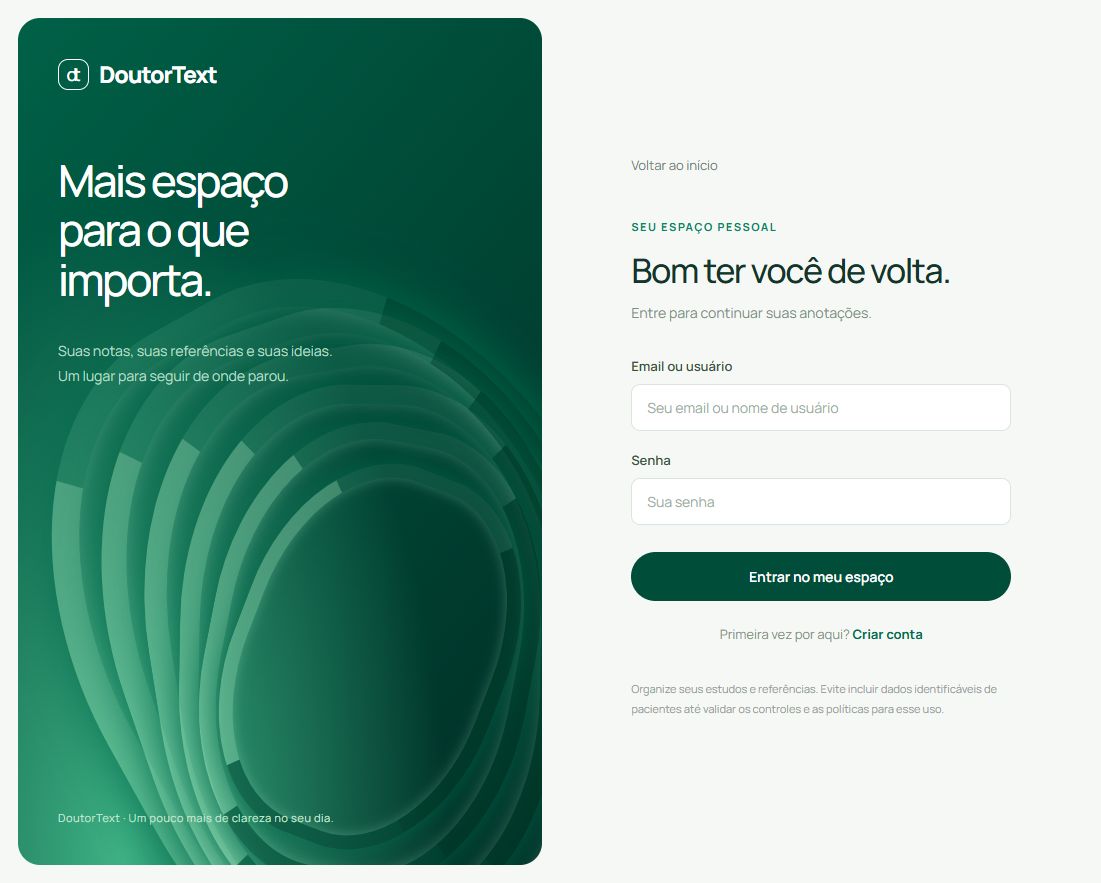 dt DoutorText
Mais espaço
para o que
importa.
Suas notas, suas referências e suas ideias.
Um lugar para seguir de onde parou.
DoutorText · Um pouco mais de clareza no seu dia.
Voltar ao início
SEU ESPAÇO PESSOAL
Bom ter você de volta.
Entre para continuar suas anotações.
Email ou usuário
Seu email ou nome de usuário
Senha
Sua senha
Entrar no meu espaço
Primeira vez por aqui? Criar conta
Organize seus estudos e referências. Evite incluir dados identificáveis de
pacientes até validar os controles e as políticas para esse uso.